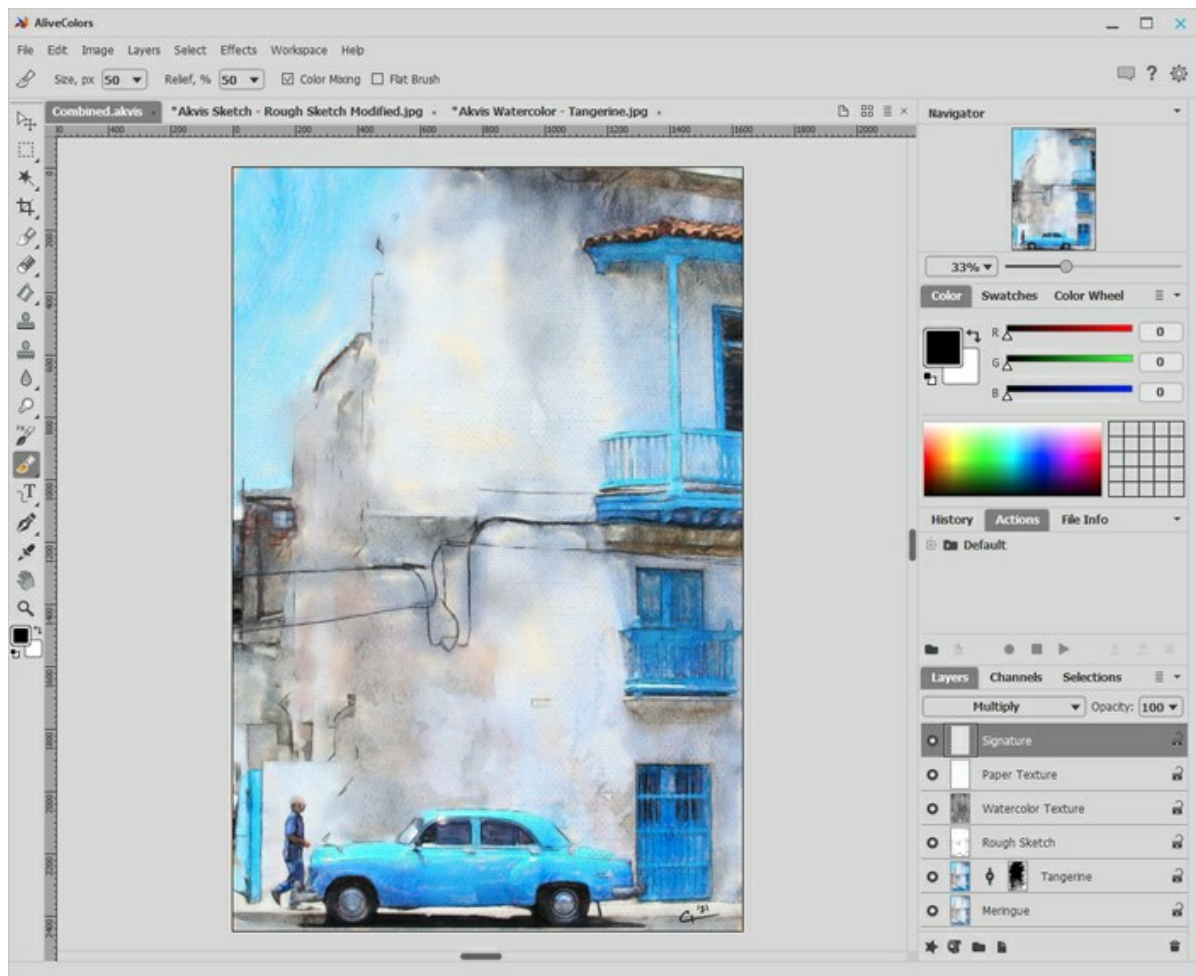 AliveColors
File Edit Image Layers Select Effects Workspace Help
Size, px 50 Relief, % 50 Color Mixing Flat Brush
Combined.akvis *Akvis Sketch - Rough Sketch Modified.jpg *Akvis Watercolor - Tangerine.jpg
Navigator
33%
Color Swatches Color Wheel
R 0
G 0
B 0
History Actions File Info
Default
Layers Channels Selections
Multiply Opacity: 100
Signature
Paper Texture
Watercolor Texture
Rough Sketch
Tangerine
Meringue